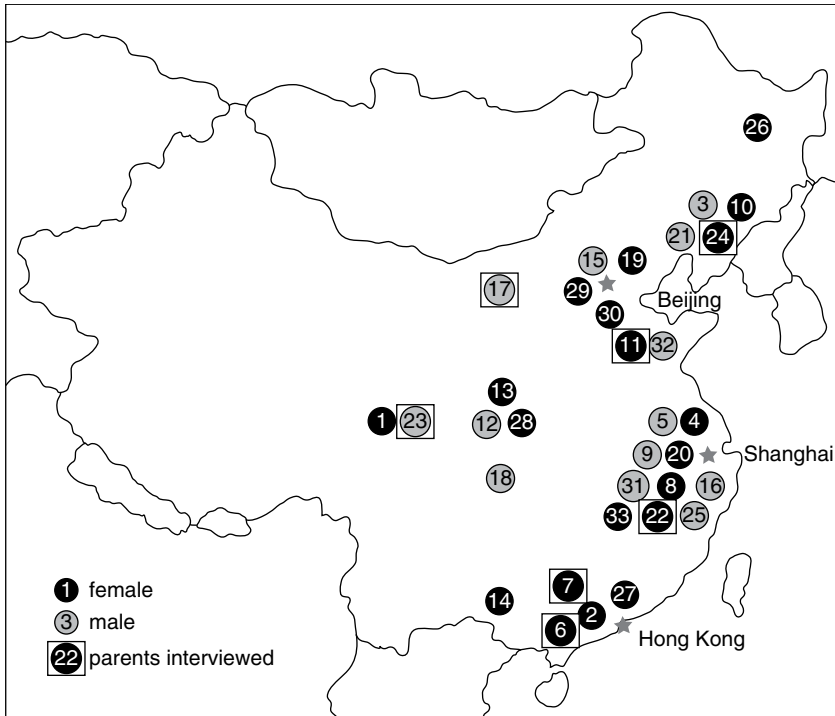 26
3 10
21 24
15 19
17
29
Beijing
30
11 32
13
1 23 12 28 5 4
9 20 Shanghai
18 31 8 16
33 22 25
7
14 2 27
6
Hong Kong
1 female
3 male
22 parents interviewed